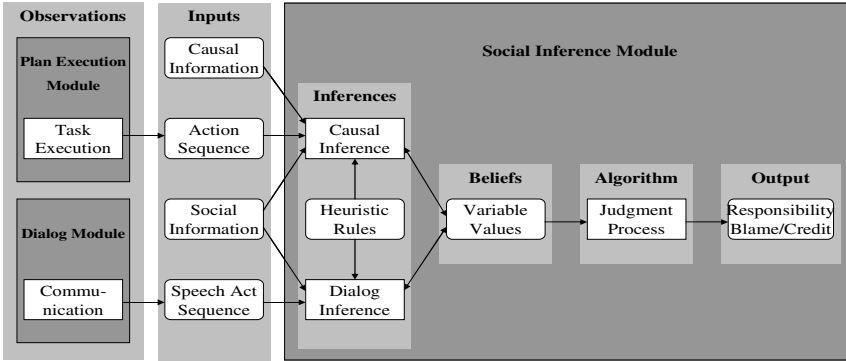 Observations
Plan Execution
Module
Task
Execution
Dialog Module
Commu-
nication
Inputs
Causal
Information
Action
Sequence
Social
Information
Speech Act
Sequence
Social Inference Module
Inferences
Causal
Inference
Heuristic
Rules
Dialog
Inference
Beliefs
Variable
Values
Algorithm
Judgment
Process
Output
Responsibility
Blame/Credit